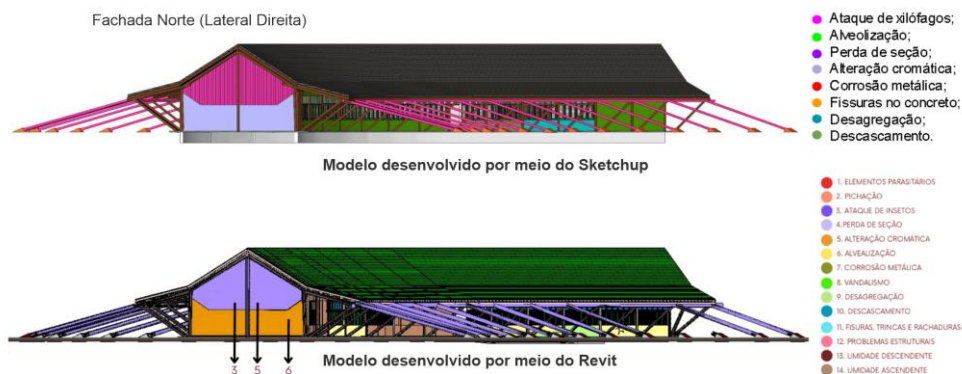 Fachada Norte (Lateral Direita)
Ataque de xilófagos;
Alveolização;
Perda de seção;
Alteração cromática;
Corrosão metálica;
Fissuras no concreto;
Desagregação;
Descascamento.
Modelo desenvolvido por meio do Sketchup
1. ELEMENTOS PARASITÁRIOS
2. PICHAÇÃO
3. ATAQUE DE INSETOS
4.PERDA DE SEÇÃO
5. ALTERAÇÃO CROMÁTICA
6. ALVEALIZAÇÃO
7. CORROSÃO METÁLICA
8. VANDALISMO
9. DESAGREGAÇÃO
10. DESCASCAMENTO
11. FISURAS, TRINCAS E RACHADURAS
12. PROBLEMAS ESTRUTURAIS
13. UMIDADE DESCENDENTE
14. UMIDADE ASCENDENTE
Modelo desenvolvido por meio do Revit
3 5 6